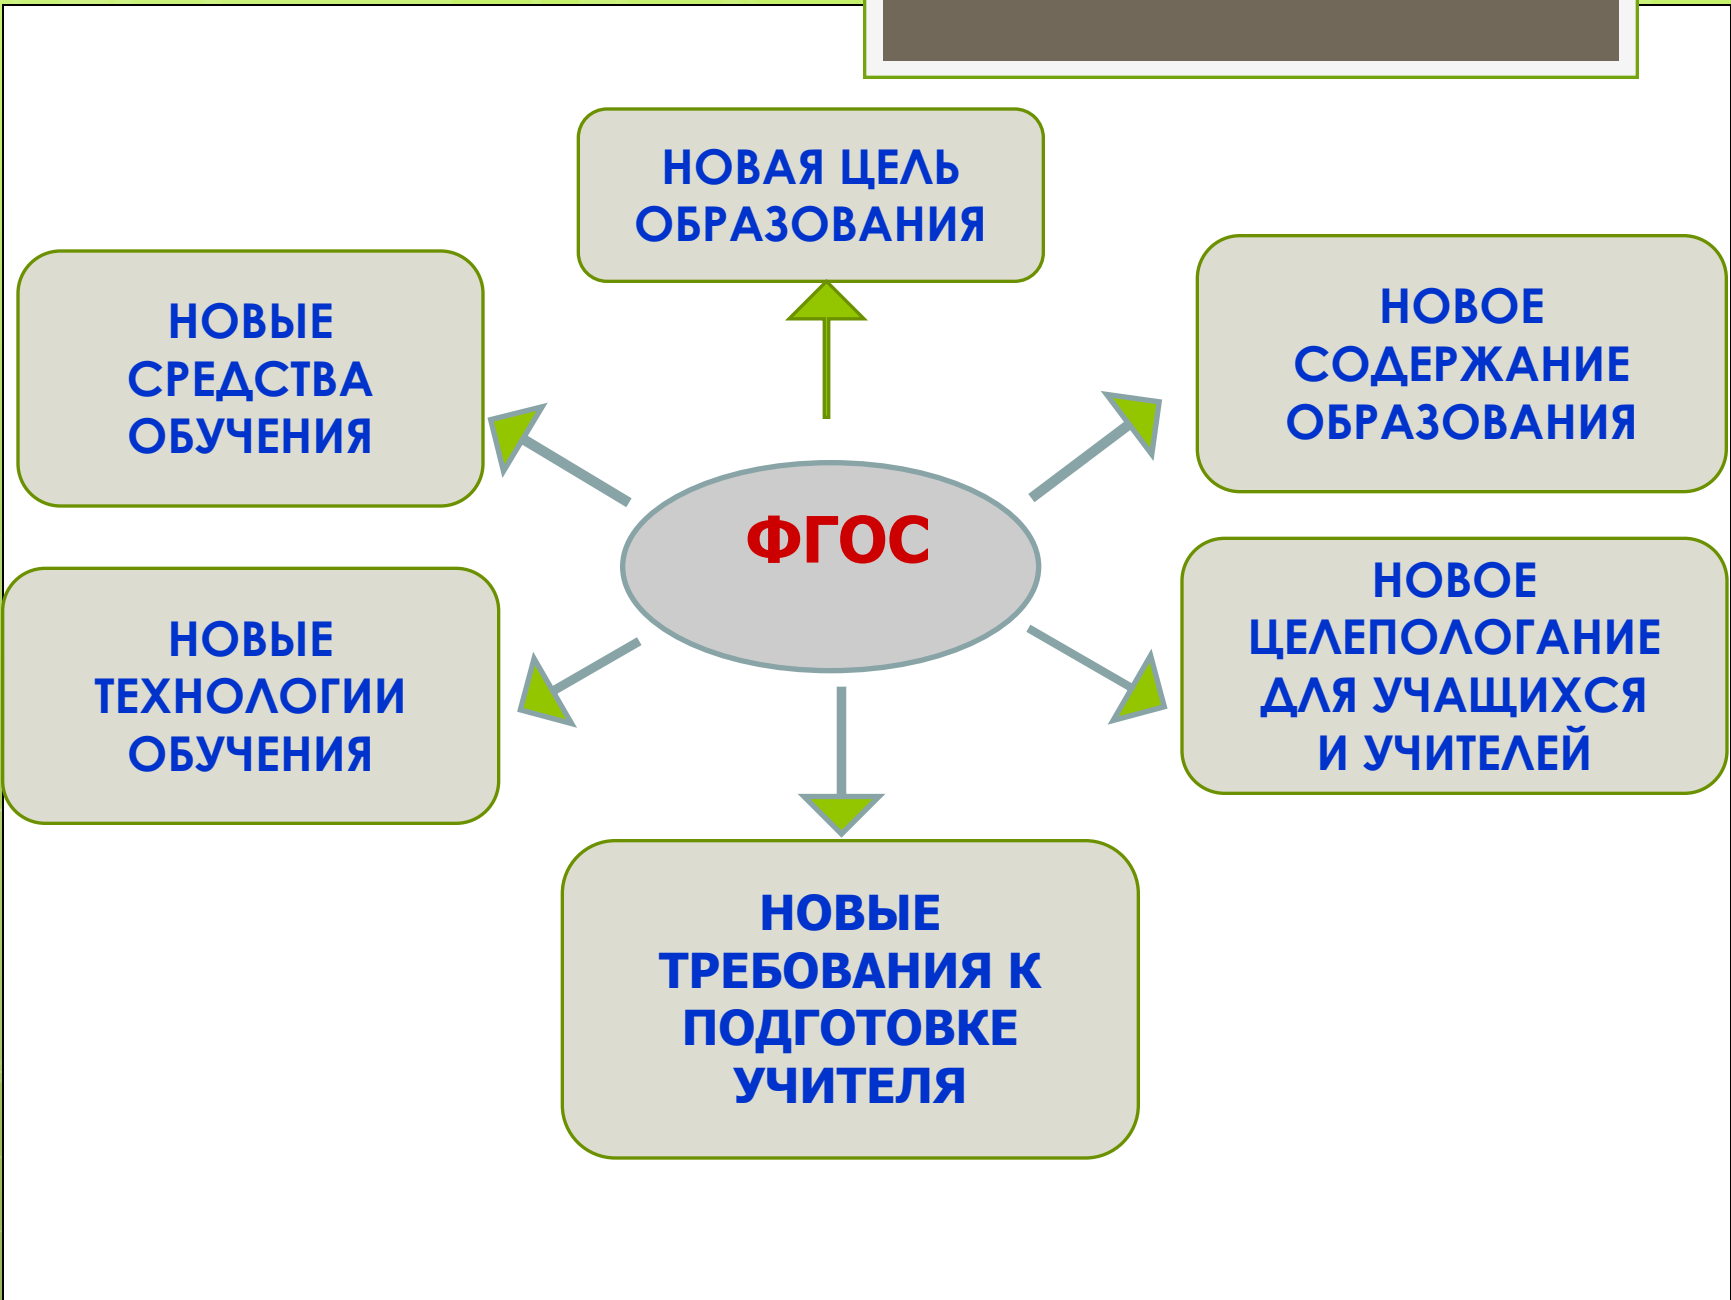 НОВАЯ ЦЕЛЬ
ОБРАЗОВАНИЯ
НОВЫЕ
СРЕДСТВА
ОБУЧЕНИЯ
НОВОЕ
СОДЕРЖАНИЕ
ОБРАЗОВАНИЯ
ФГОС
НОВЫЕ
ТЕХНОЛОГИИ
ОБУЧЕНИЯ
НОВОЕ
ЦЕЛЕПОЛОГАНИЕ
ДЛЯ УЧАЩИХСЯ
И УЧИТЕЛЕЙ
НОВЫЕ
ТРЕБОВАНИЯ К
ПОДГОТОВКЕ
УЧИТЕЛЯ